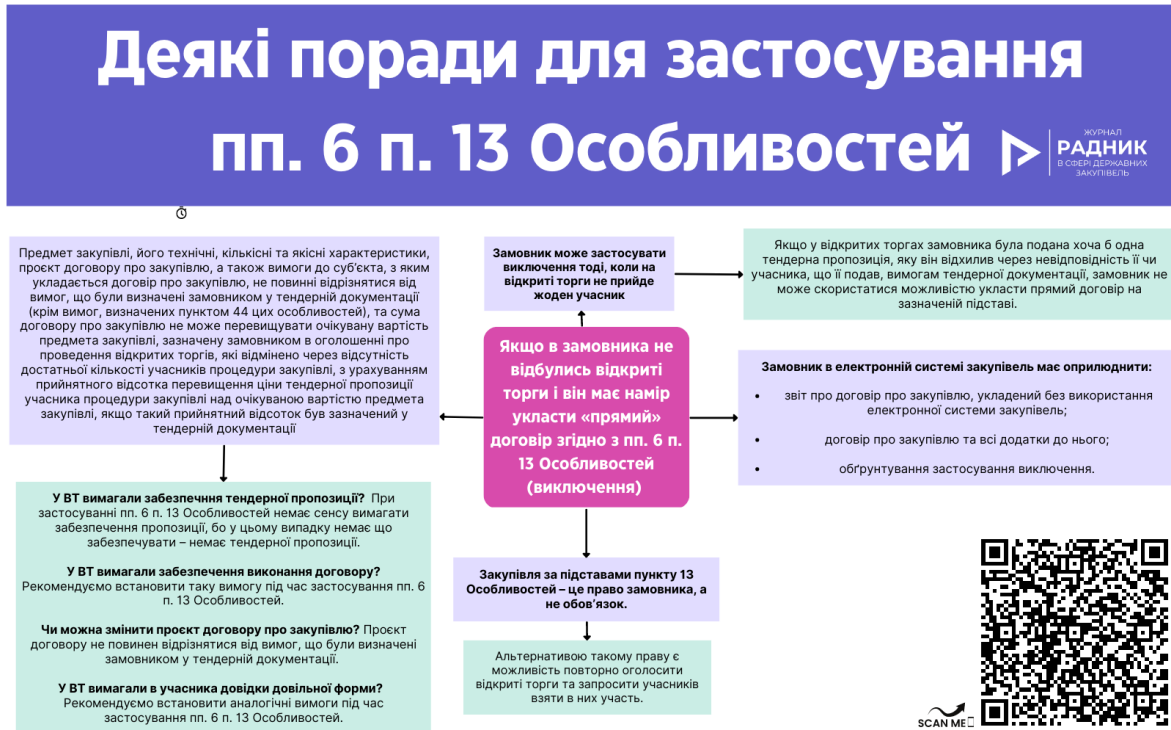 Деякі поради для застосування
пп. 6 п. 13 Особливостей
ЖУРНАЛ
РАДНИК
В СФЕРІ ДЕРЖАВНИХ
ЗАКУПІВЕЛЬ
Предмет закупівлі, його технічні, кількісні та якісні характеристики,
проєкт договору про закупівлю, а також вимоги до суб’єкта, з яким
укладається договір про закупівлю, не повинні відрізнятися від
вимог, що були визначені замовником у тендерній документації
(крім вимог, визначених пунктом 44 цих особливостей), та сума
договору про закупівлю не може перевищувати очікувану вартість
предмета закупівлі, зазначену замовником в оголошенні про
проведення відкритих торгів, які відмінено через відсутність
достатньої кількості учасників процедури закупівлі, з урахуванням
прийнятного відсотка перевищення ціни тендерної пропозиції
учасника процедури закупівлі над очікуваною вартістю предмета
закупівлі, якщо такий прийнятний відсоток був зазначений у
тендерній документації
Замовник може застосувати
виключення тоді, коли на
відкриті торги не прийде
жоден учасник
Якщо у відкритих торгах замовника була подана хоча б одна
тендерна пропозиція, яку він відхилив через невідповідність її чи
учасника, що її подав, вимогам тендерної документації, замовник не
може скористатися можливістю укласти прямий договір на
зазначеній підставі.
Якщо в замовника не
відбулись відкриті
торги і він має намір
укласти «прямий»
договір згідно з пп. 6 п.
13 Особливостей
(виключення)
Замовник в електронній системі закупівель має оприлюднити:
• звіт про договір про закупівлю, укладений без використання
електронної системи закупівель;
• договір про закупівлю та всі додатки до нього;
• обґрунтування застосування виключення.
У ВТ вимагали забезпечння тендерної пропозиції? При
застосуванні пп. 6 п. 13 Особливостей немає сенсу вимагати
забезпечення пропозиції, бо у цьому випадку немає що
забезпечувати – немає тендерної пропозиції.
У ВТ вимагали забезпечення виконання договору?
Рекомендуємо встановити таку вимогу під час застосування пп. 6
п. 13 Особливостей.
Чи можна змінити проєкт договору про закупівлю? Проєкт
договору не повинен відрізнятися від вимог, що були визначені
замовником у тендерній документації.
У ВТ вимагали в учасника довідки довільної форми?
Рекомендуємо встановити аналогічні вимоги під час
застосування пп. 6 п. 13 Особливостей.
Закупівля за підставами пункту 13
Особливостей – це право замовника, а
не обов’язок.
Альтернативою такому праву є
можливість повторно оголосити
відкриті торги та запросити учасників
взяти в них участь.
SCAN ME